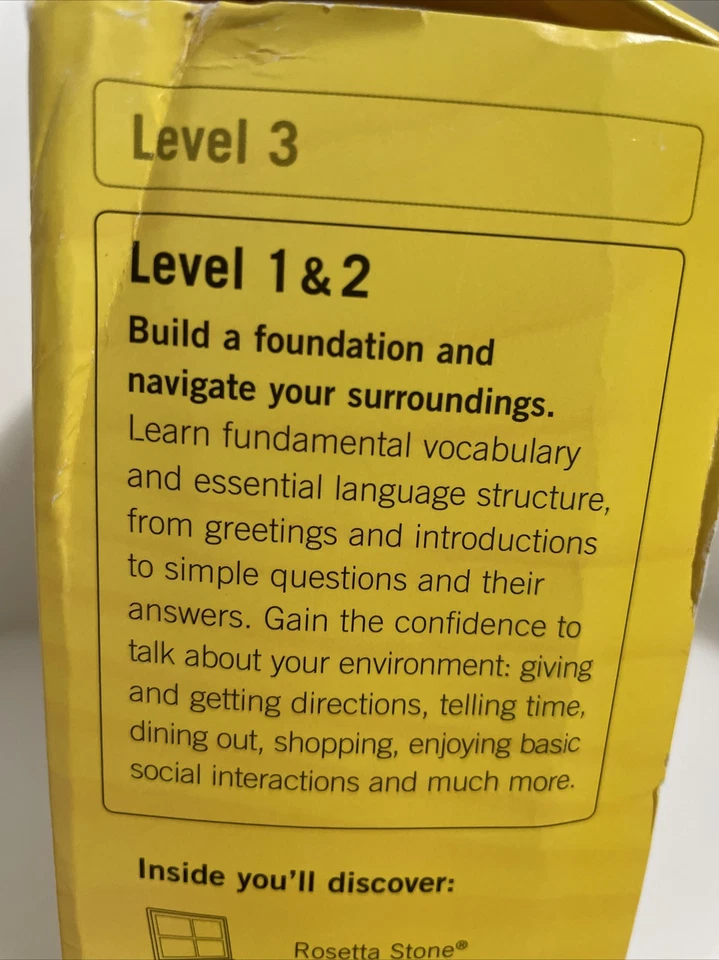 Level 3
Level 1 & 2
Build a foundation and
navigate your surroundings.
Learn fundamental vocabulary
and essential language structure,
from greetings and introductions
to simple questions and their
answers. Gain the confidence to
talk about your environment: giving
and getting directions, telling time,
dining out, shopping, enjoying basic
social interactions and much more.
Inside you'll discover:
Rosetta Stone®